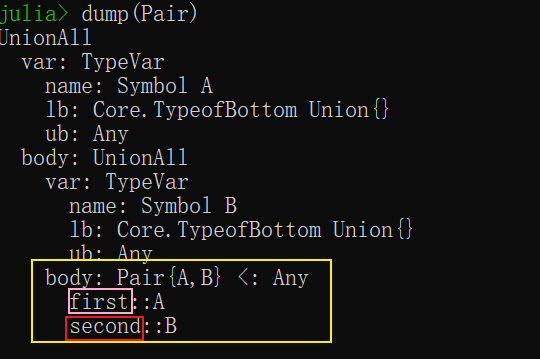 julia> dump(Pair)
UnionAll
  var: TypeVar
    name: Symbol A
    lb: Core.TypeofBottom Union{}
    ub: Any
  body: UnionAll
    var: TypeVar
      name: Symbol B
      lb: Core.TypeofBottom Union{}
      ub: Any
    body: Pair{A,B} <: Any
      first::A
      second::B